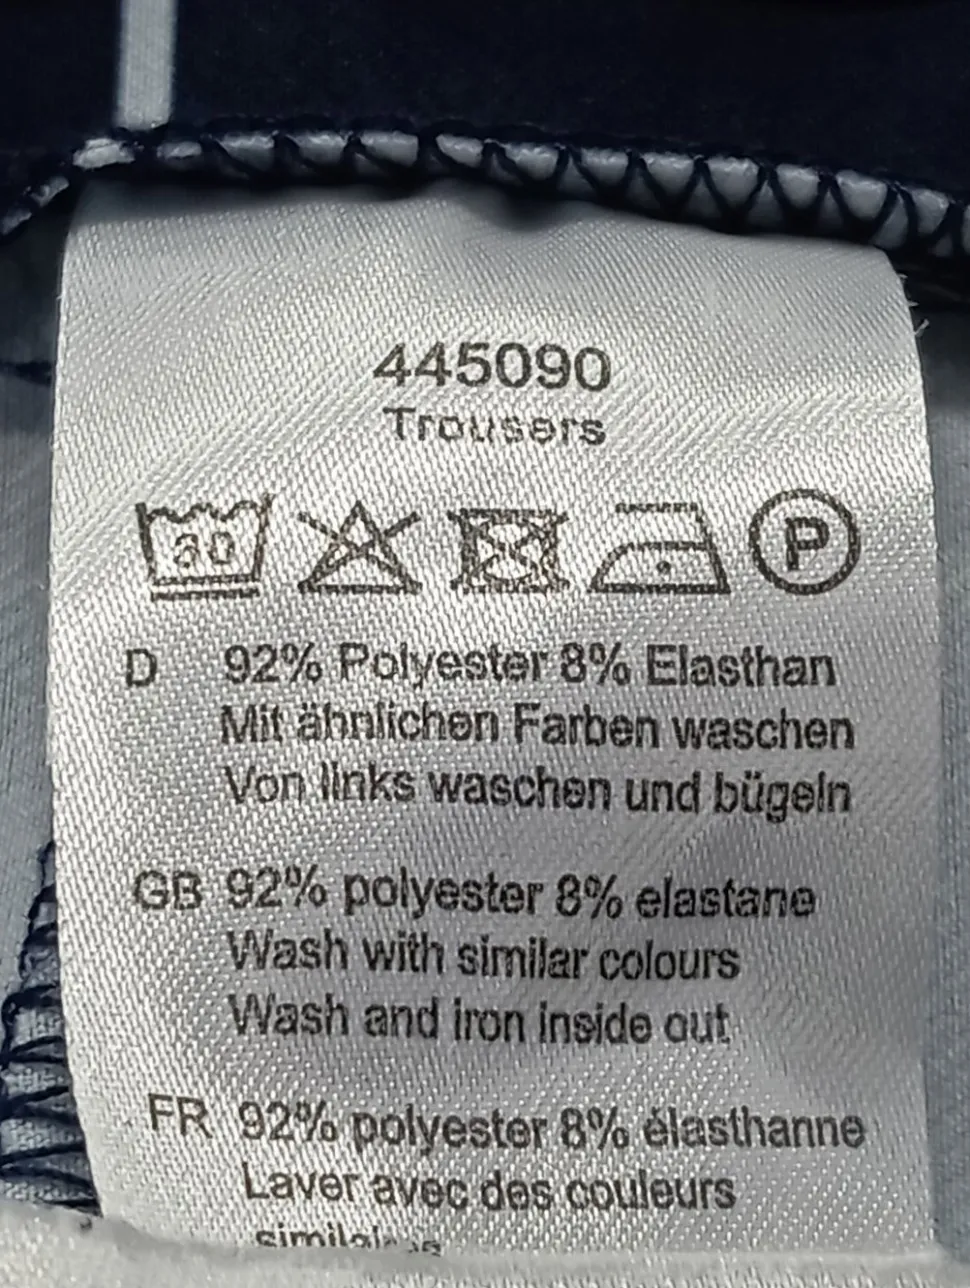 445090
Trousers
30 P
D 92% Polyester 8% Elasthan
Mit ähnlichen Farben waschen
Von links waschen und bügeln
GB 92% polyester 8% elastane
Wash with similar colours
Wash and iron inside out
FR 92% polyester 8% élasthanne
Laver avec des couleurs